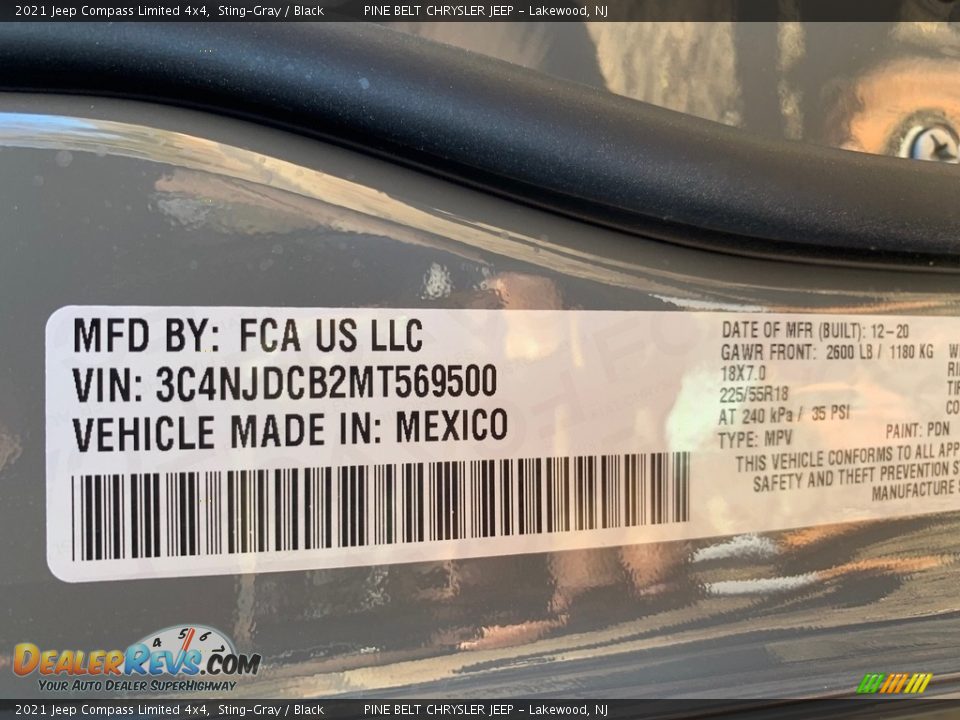 2021 Jeep Compass Limited 4x4, Sting-Gray / Black PINE BELT CHRYSLER JEEP - Lakewood, NJ
MFD BY: FCA US LLC
VIN: 3C4NJDCB2MT569500
VEHICLE MADE IN: MEXICO
DATE OF MFR (BUILT): 12-20
GAWR FRONT: 2600 LB / 1180 KG
18X7.0
225/55R18
AT 240 kPa / 35 PSI
TYPE: MPV PAINT: PDN
THIS VEHICLE CONFORMS TO ALL APP
SAFETY AND THEFT PREVENTION S
MANUFACTURE
4 5 6
DEALERREVS.COM
YOUR AUTO DEALER SUPERHIGHWAY
2021 Jeep Compass Limited 4x4, Sting-Gray / Black PINE BELT CHRYSLER JEEP - Lakewood, NJ